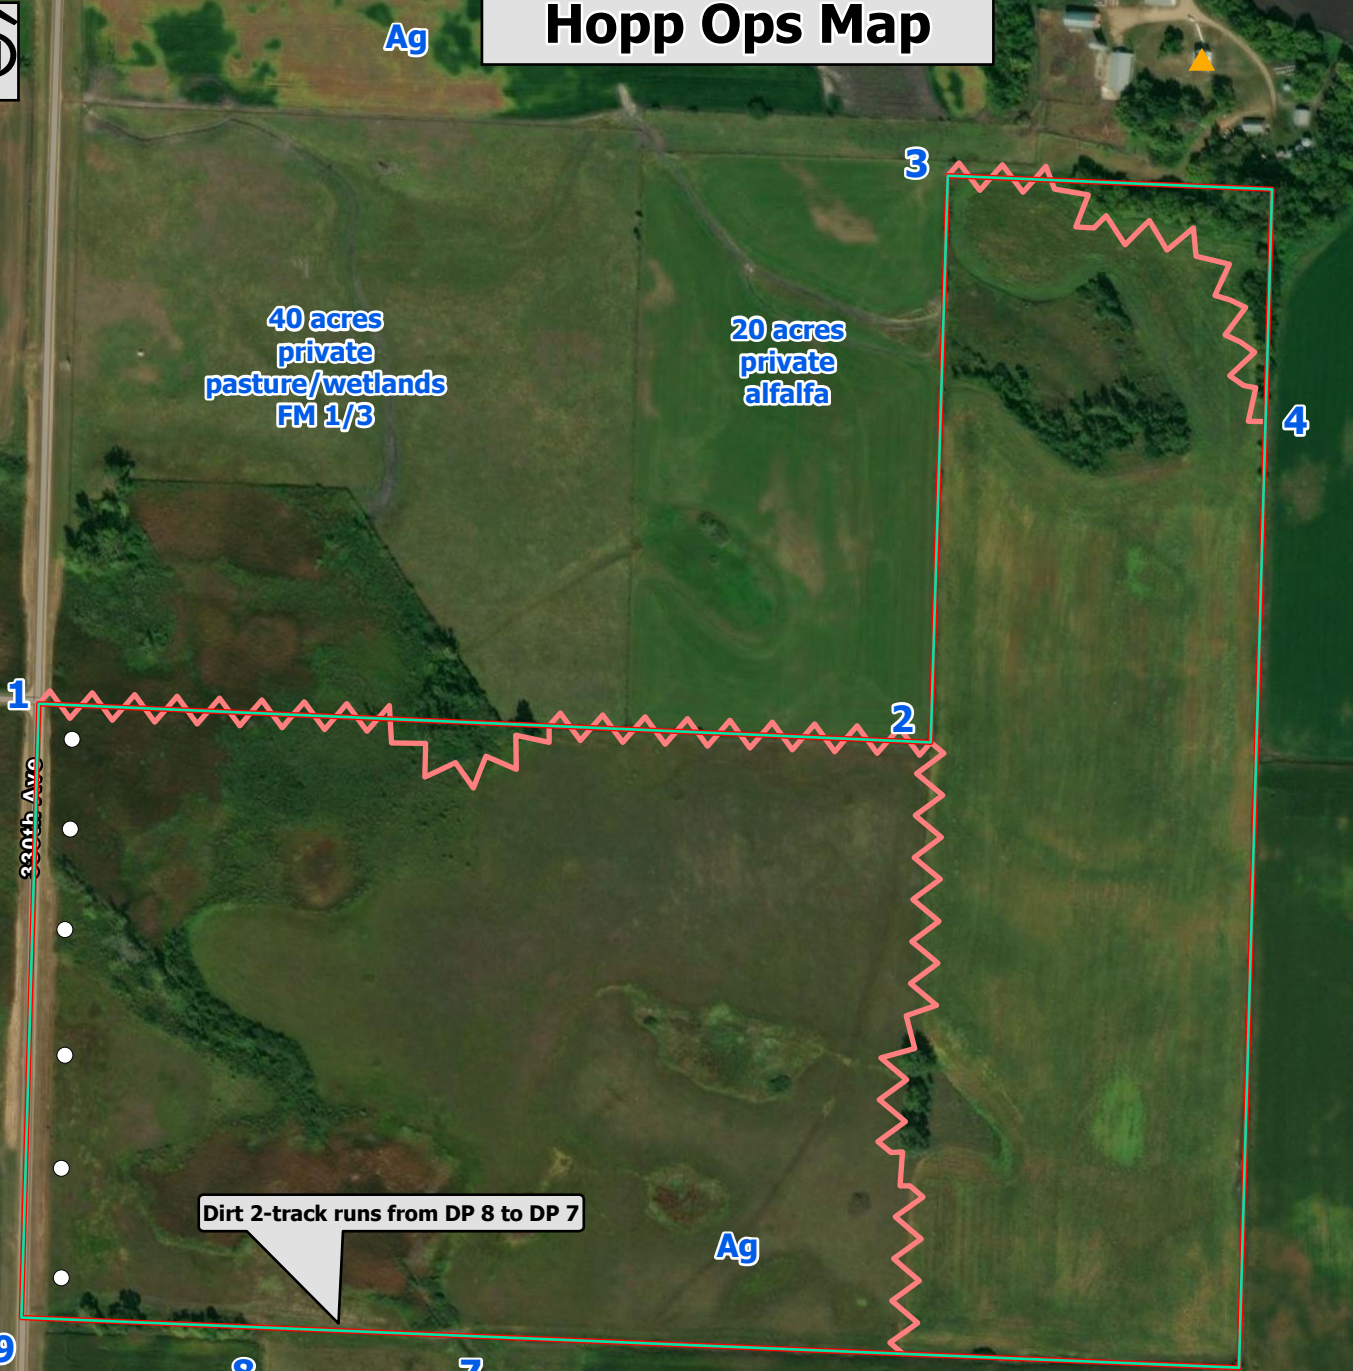 Hopp Ops Map
Ag
3
40 acres
private
pasture/wetlands
FM 1/3
20 acres
private
alfalfa
4
1
2
330th Ave
Dirt 2-track runs from DP 8 to DP 7
Ag
9
8
7